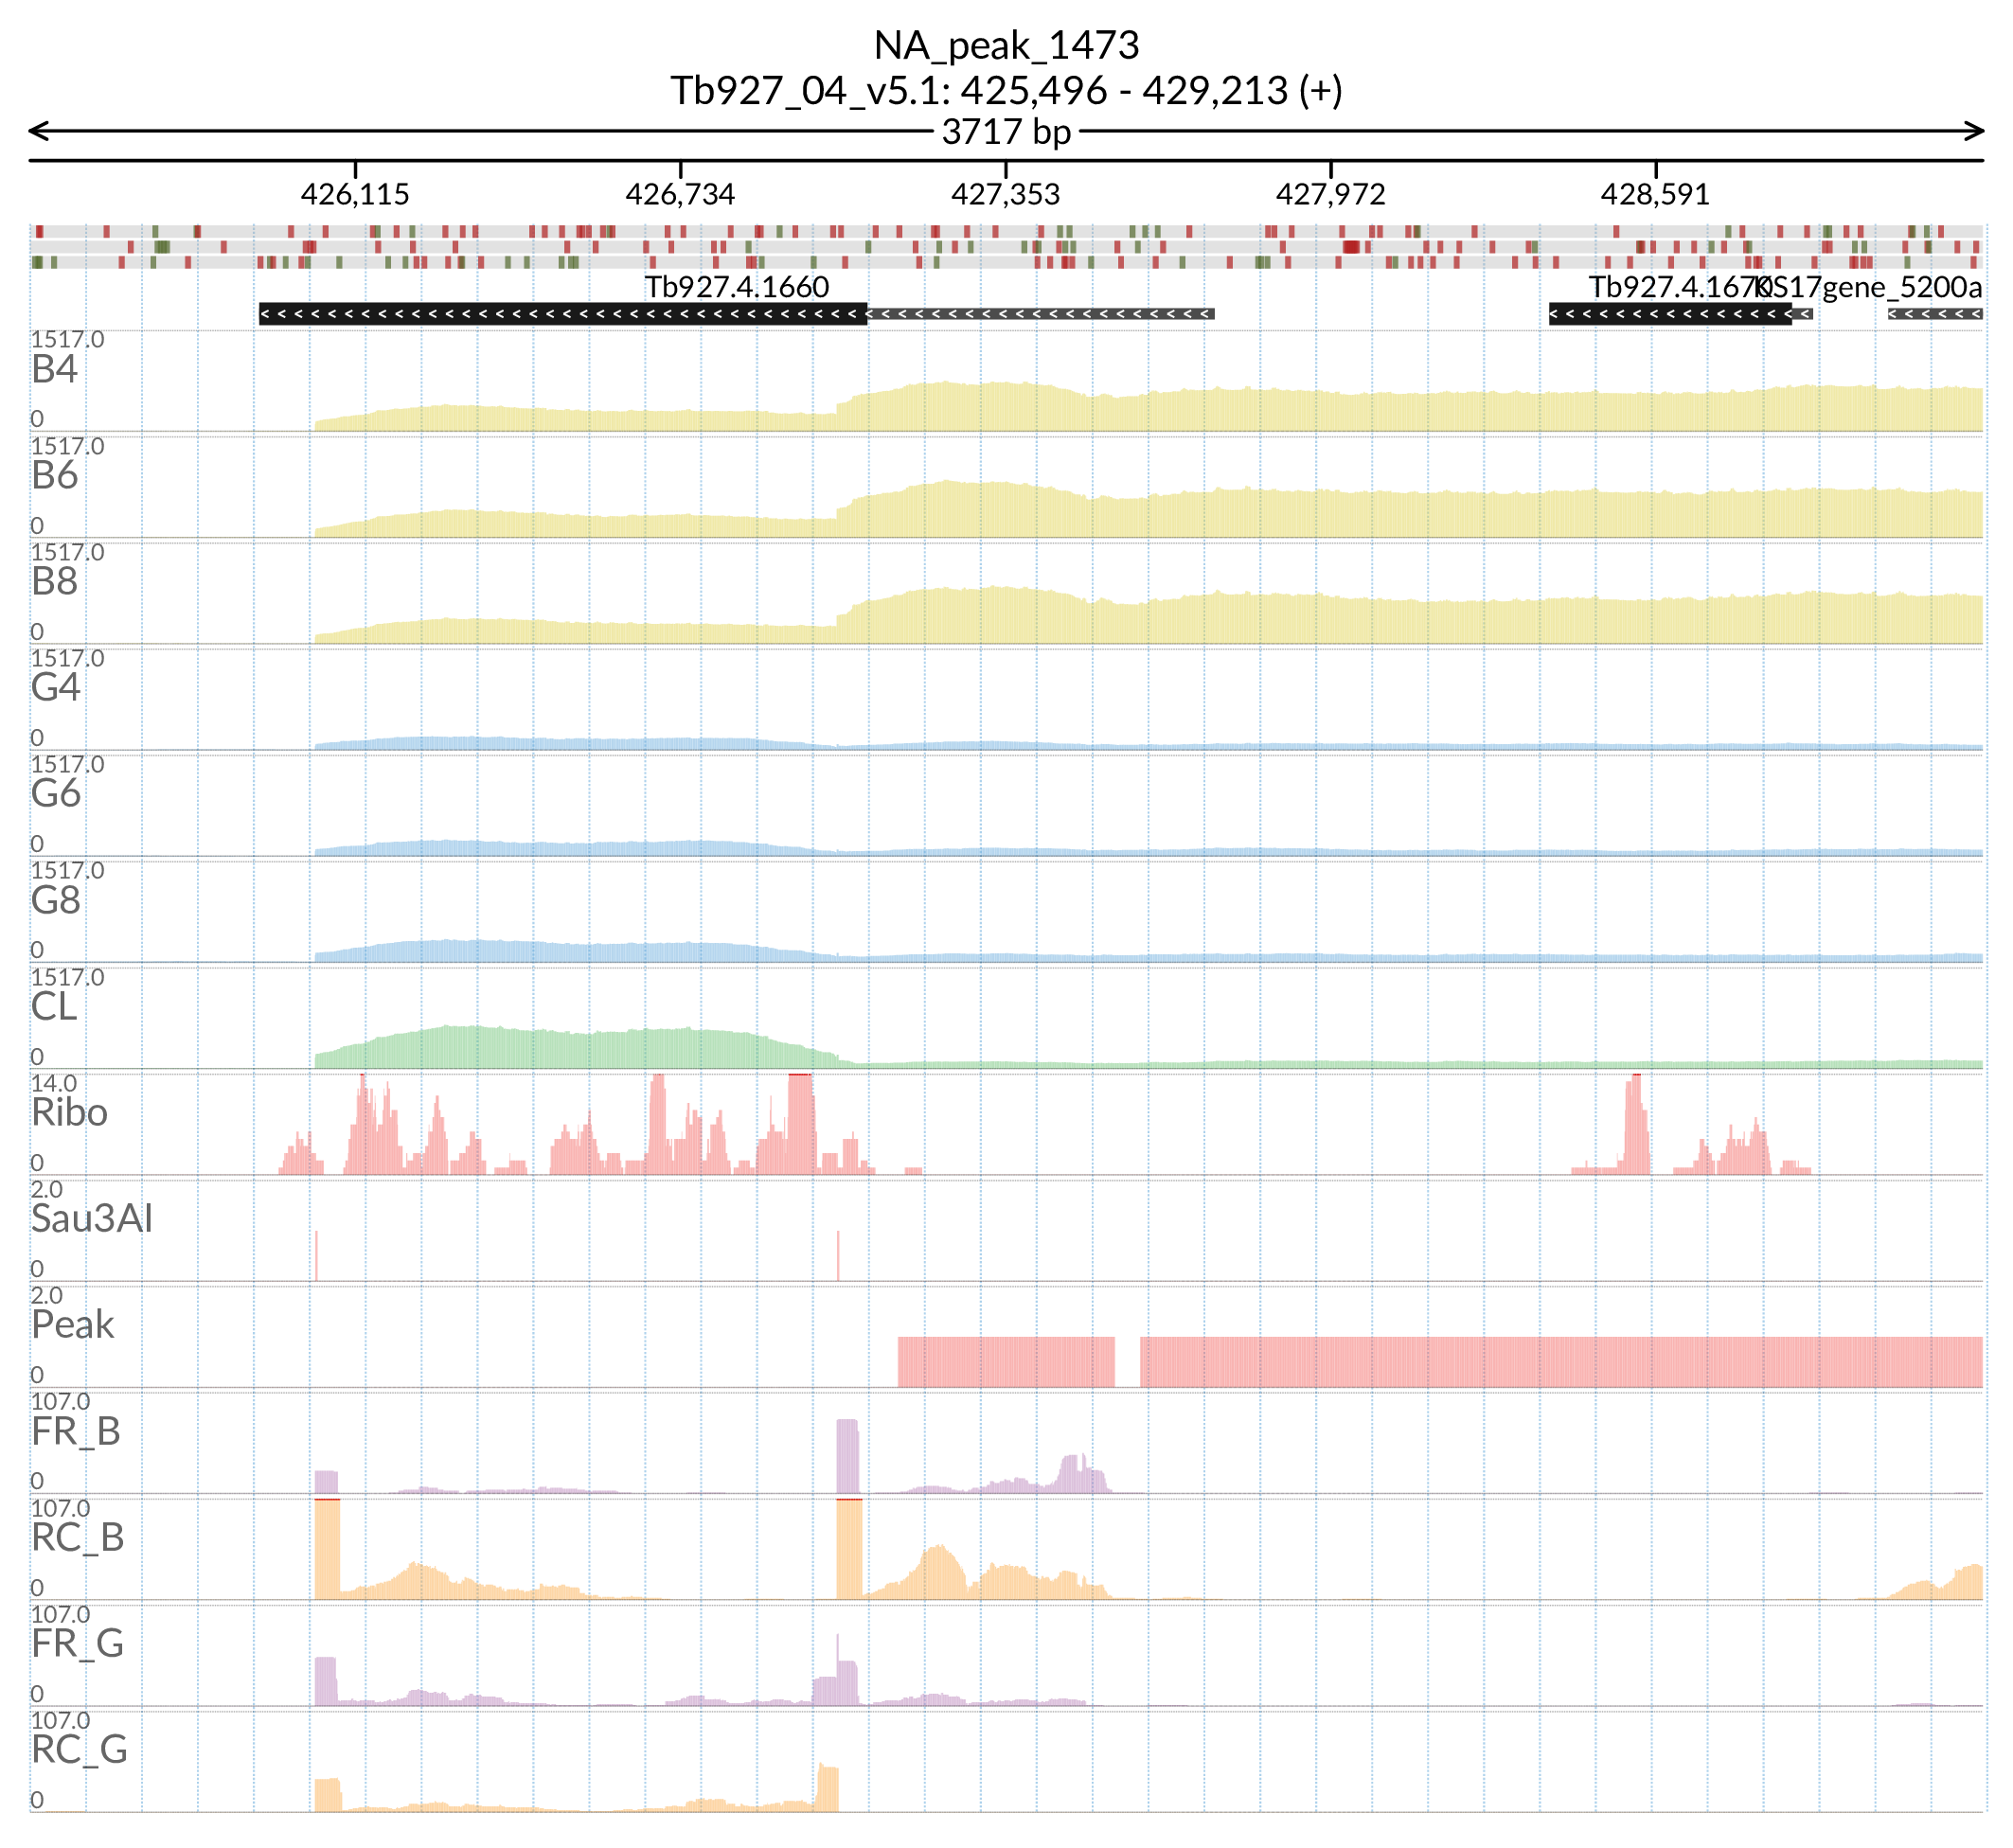 NA_peak_1473
Tb927_04_v5.1: 425,496 - 429,213 (+)
3717 bp
426,115 426,734 427,353 427,972 428,591
Tb927.4.1660 Tb927.4.1670 KS17gene_5200a
1517.0
B4
0
1517.0
B6
0
1517.0
B8
0
1517.0
G4
0
1517.0
G6
0
1517.0
G8
0
1517.0
CL
0
14.0
Ribo
0
2.0
Sau3AI
0
2.0
Peak
0
107.0
FR_B
0
107.0
RC_B
0
107.0
FR_G
0
107.0
RC_G
0